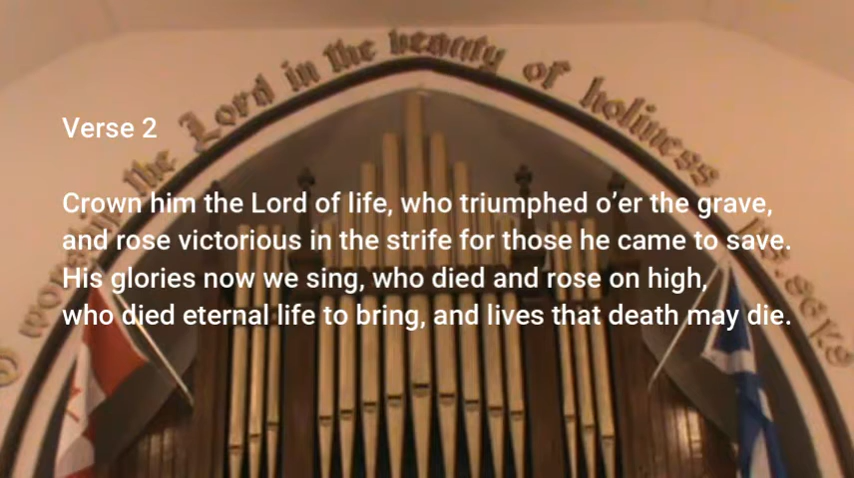 O worship the Lord in the beauty of holiness
Verse 2
Crown him the Lord of life, who triumphed o’er the grave,
and rose victorious in the strife for those he came to save.
His glories now we sing, who died and rose on high,
who died eternal life to bring, and lives that death may die.